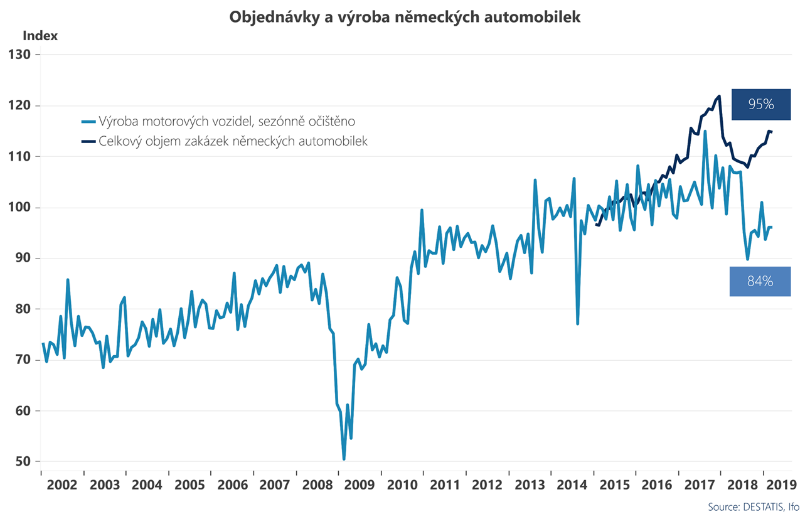 Objednávky a výroba německých automobilek
Index
130
120
110
100
90
80
70
60
50
Výroba motorových vozidel, sezónně očištěno
Celkový objem zakázek německých automobilek
95%
84%
2002 2003 2004 2005 2006 2007 2008 2009 2010 2011 2012 2013 2014 2015 2016 2017 2018 2019
Source: DESTATIS, Ifo